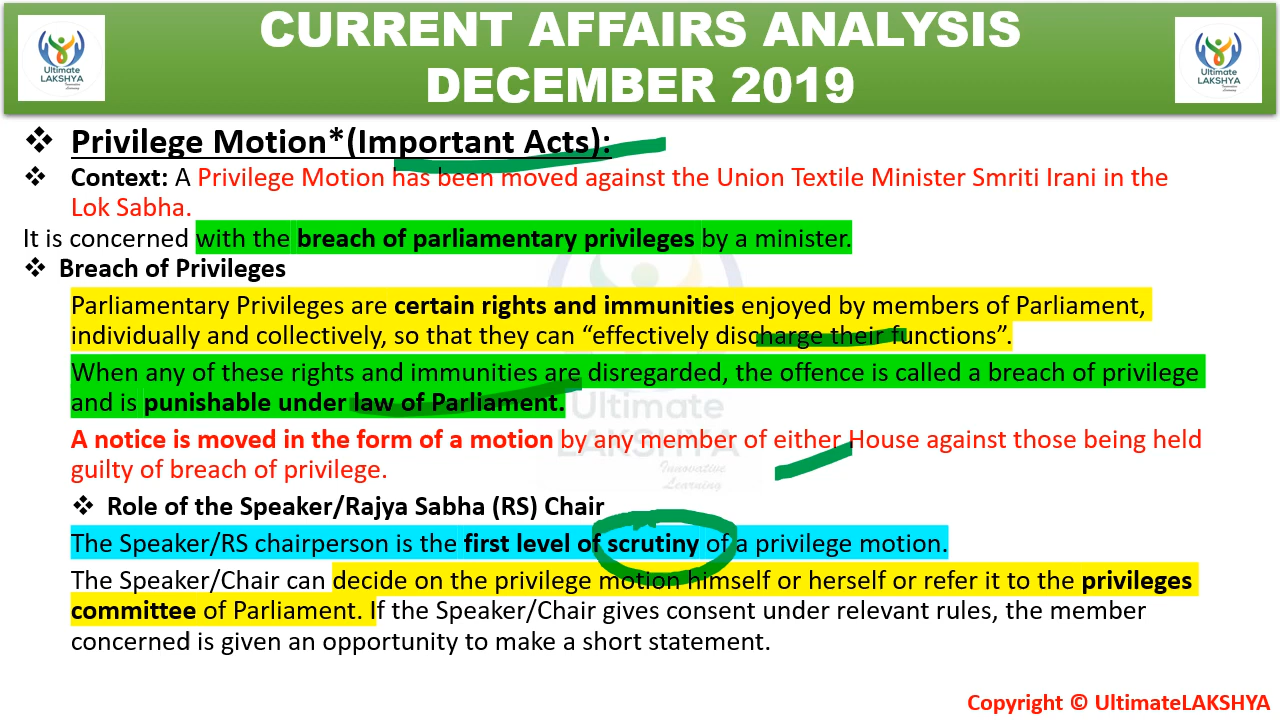 CURRENT AFFAIRS ANALYSIS
DECEMBER 2019
Ultimate
LAKSHYA
Innovative
Learning
Ultimate
LAKSHYA
Innovative
Learning
❖ Privilege Motion*(Important Acts):
❖ Context: A Privilege Motion has been moved against the Union Textile Minister Smriti Irani in the
Lok Sabha.
It is concerned with the breach of parliamentary privileges by a minister.
❖ Breach of Privileges
Parliamentary Privileges are certain rights and immunities enjoyed by members of Parliament,
individually and collectively, so that they can “effectively discharge their functions”.
When any of these rights and immunities are disregarded, the offence is called a breach of privilege
and is punishable under law of Parliament.
Ultimate
LAKSHYA
Innovative
Learning
A notice is moved in the form of a motion by any member of either House against those being held
guilty of breach of privilege.
❖ Role of the Speaker/Rajya Sabha (RS) Chair
The Speaker/RS chairperson is the first level of scrutiny of a privilege motion.
The Speaker/Chair can decide on the privilege motion himself or herself or refer it to the privileges
committee of Parliament. If the Speaker/Chair gives consent under relevant rules, the member
concerned is given an opportunity to make a short statement.
Copyright © UltimateLAKSHYA